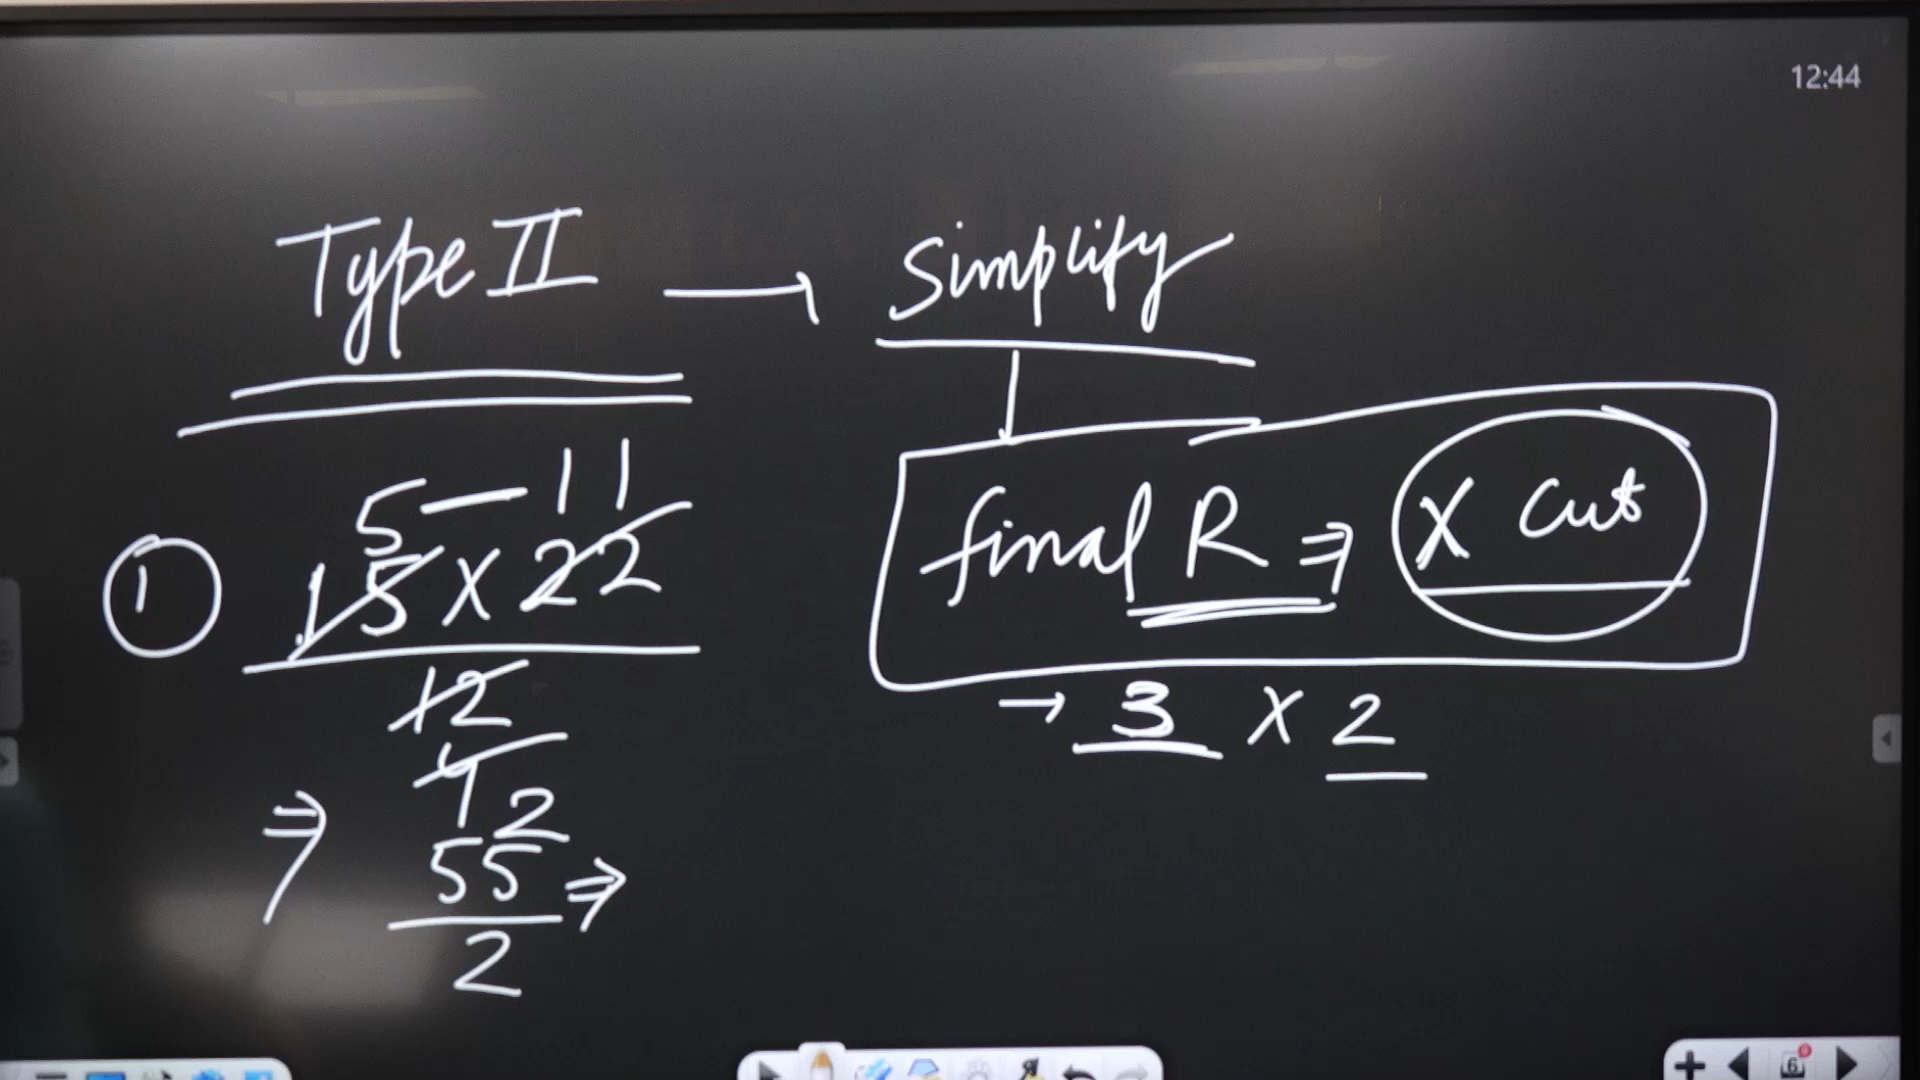 12:44
Type II → Simplify
5 — 11
① 15 X 22
12
4
2
⇒ 55 ⇒
2
final R ⇒ X cut
→ 3 X 2
6